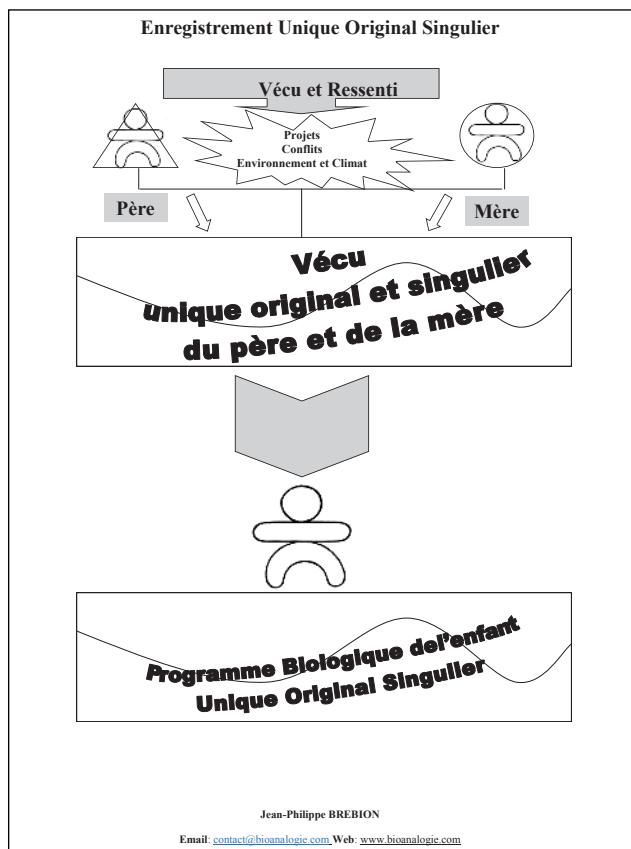 Enregistrement Unique Original Singulier
Vécu et Ressenti
Projets
Conflits
Environnement et Climat
Père
Mère
Vécu
unique original et singulier
du père et de la mère
Programme Biologique del'enfant
Unique Original Singulier
Jean-Philippe BREBION
Email: contact@bioanalogie.com Web: www.bioanalogie.com